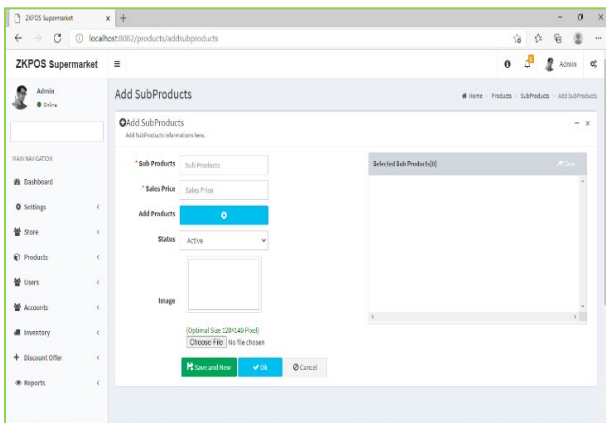 ZKPOS Supermarket
localhost:8082/products/addsubproducts
ZKPOS Supermarket
Admin
Admin
Online
Add SubProducts
Home > Products > SubProducts > Add SubProducts
Add SubProducts
Add SubProducts informations here.
MAIN NAVIGATION
Dashboard
Settings
Store
Products
Users
Accounts
Inventory
Discount Offer
Reports
* Sub Products
Sub Products
* Sales Price
Sales Price
Add Products
Status
Active
Image
(Optimal Size 128×140 Pixel)
Choose File No file chosen
Save and New
Ok
Cancel
Selected Sub Products[0]
Clear